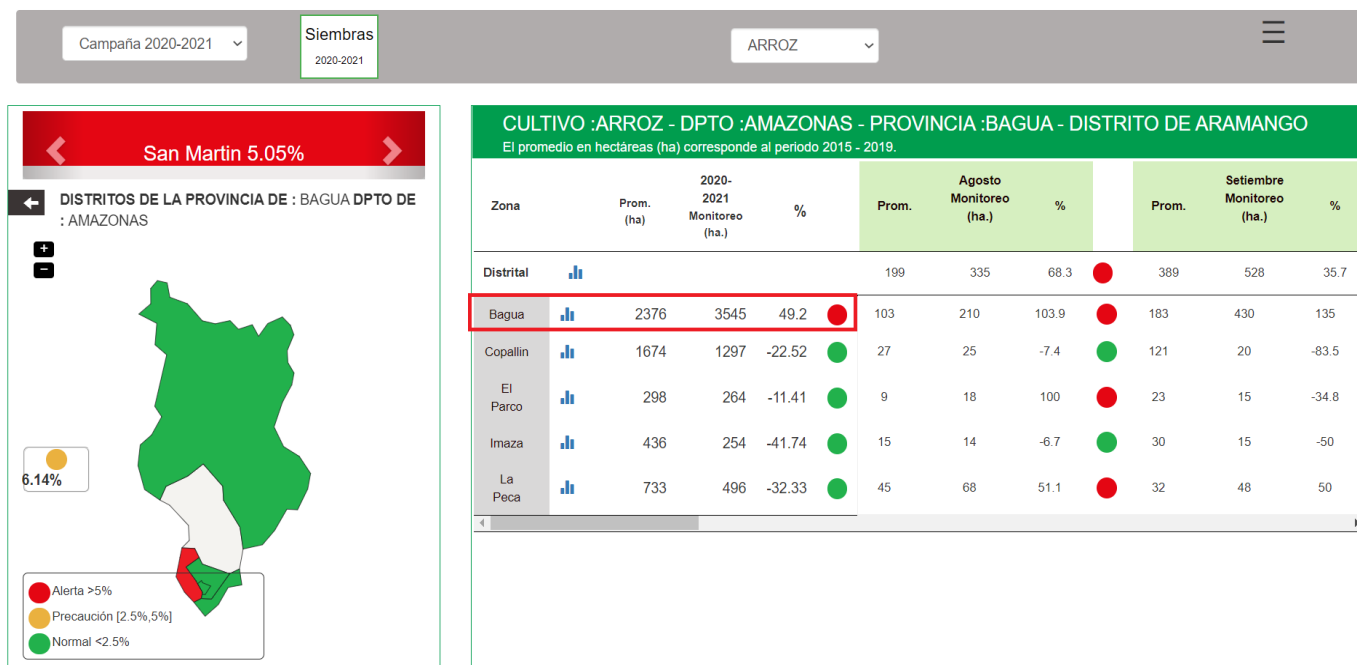 Campaña 2020-2021
Siembras
2020-2021
ARROZ
San Martin 5.05%
DISTRITOS DE LA PROVINCIA DE : BAGUA DPTO DE
: AMAZONAS
+
−
6.14%
Alerta >5%
Precaución [2.5%,5%]
Normal <2.5%
CULTIVO :ARROZ - DPTO :AMAZONAS - PROVINCIA :BAGUA - DISTRITO DE ARAMANGO
El promedio en hectáreas (ha) corresponde al periodo 2015 - 2019.
Zona Prom. (ha) 2020-2021 Monitoreo (ha.) % Prom. Agosto Monitoreo (ha.) % Prom. Setiembre Monitoreo (ha.) %
Distrital 199 335 68.3 389 528 35.7
Bagua 2376 3545 49.2 103 210 103.9 183 430 135
Copallin 1674 1297 -22.52 27 25 -7.4 121 20 -83.5
El Parco 298 264 -11.41 9 18 100 23 15 -34.8
Imaza 436 254 -41.74 15 14 -6.7 30 15 -50
La Peca 733 496 -32.33 45 68 51.1 32 48 50